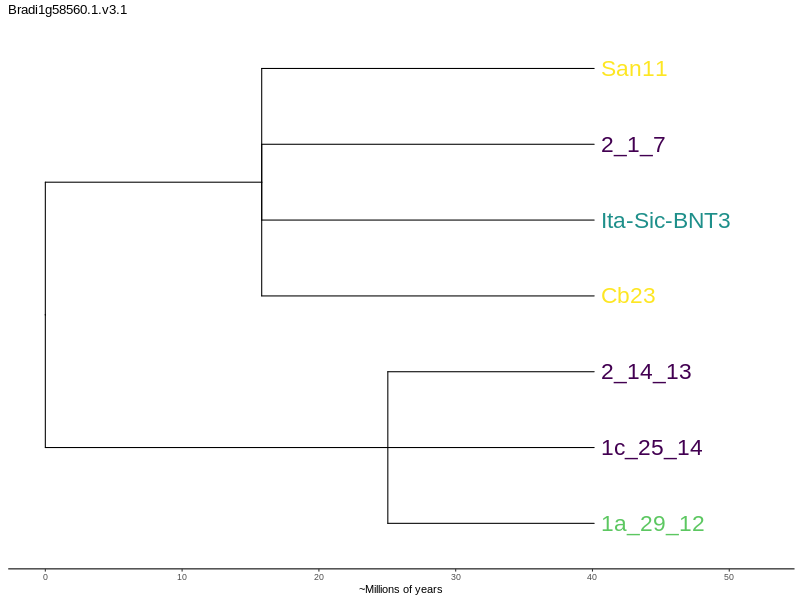 Bradi1g58560.1.v3.1
San11
2_1_7
Ita-Sic-BNT3
Cb23
2_14_13
1c_25_14
1a_29_12
0 10 20 30 40 50
~Millions of years